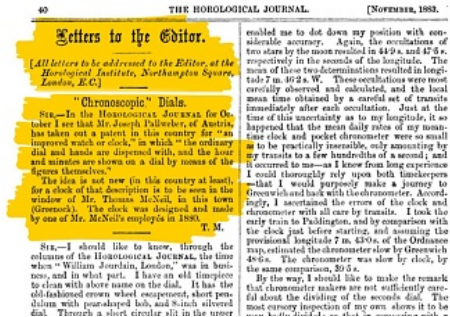 40
THE HOROLOGICAL JOURNAL.
[NOVEMBER, 1883.
Letters to the Editor.
[All letters to be addressed to the Editor, at the
Horological Institute, Northampton Square,
London, E.C.]
"Chronoscopic" Dials.
SIR,—In the HOROLOGICAL JOURNAL for Oc-
tober I see that Mr. Joseph Pallweber, of Austria,
has taken out a patent in this country for "an
improved watch or clock," in which "the ordinary
dial and hands are dispensed with, and the hour
and minutes are shown on a dial by means of the
figures themselves."
The idea is not new (in this country at least),
for a clock of that description is to be seen in the
window of Mr. Thomas McNeil, in this town
(Greenock). The clock was designed and made
by one of Mr. McNeil's employés in 1880.
T. M.
SIR,—I should like to know, through the
columns of the HOROLOGICAL JOURNAL, the time
when "William Jourdain, London," was in busi-
ness, and in what part. I have an old timepiece
to clean with above name on the dial. It has the
old-fashioned crown wheel escapement, short pen-
dulum with pear-shaped bob, and 8-inch silvered
dial. Through a short circular slit in the upper
enabled me to dot down my position with con-
siderable accuracy. Again, the occultations of
two stars by the moon resulted in 44·9 s. and 47·6 s.
respectively in the seconds of longitude. The
mean of these two determinations resulted in longi-
tude 7 m. 46·2 s. W. These occultations were most
carefully observed and calculated, and the local
mean time obtained by a careful set of transits
immediately after each occultation. Just at the
time of this uncertainty as to my longitude, it so
happened that the mean daily rates of my mean-
time clock and pocket chronometer were so small
as to be practically insensible, only amounting by
my transits to a few hundredths of a second; and
it occurred to me—as I knew from long experience
I could thoroughly rely upon both timekeepers
—that I would purposely make a journey to
Greenwich and back with the chronometer. Accord-
ingly, I ascertained the errors of the clock and
chronometer with all care by transits. I took the
early train to Paddington, and by comparison with
the clock just before starting, and assuming the
provisional longitude 7 m. 43·0 s. of the Ordnance
map, estimated the chronometer slow by Greenwich
48·6 s. The chronometer was slow by clock, by
same comparison, 39·5 s.
By the way, I should like to make the remark
that chronometer makers are not sufficiently care-
ful about the dividing of the seconds dial. The
most cursory inspection of my own shows it to be